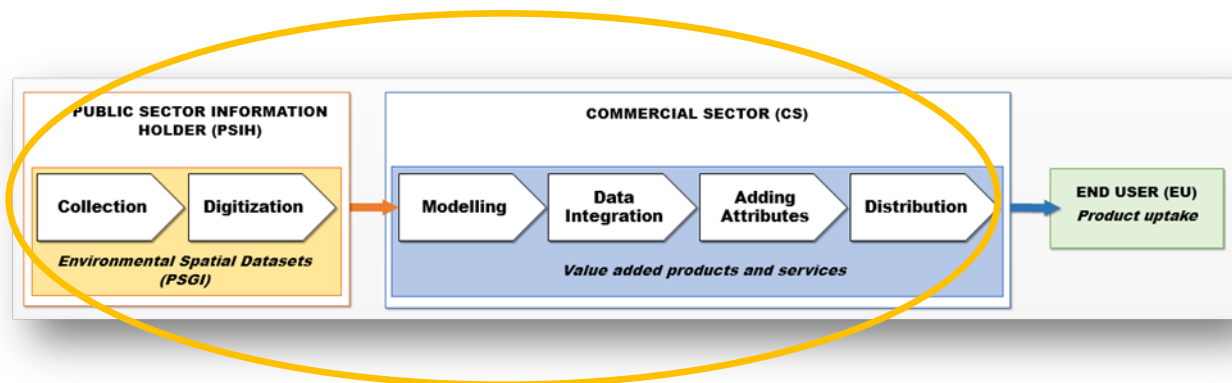 PUBLIC SECTOR INFORMATION
HOLDER (PSIH)
Collection
Digitization
Environmental Spatial Datasets
(PSGI)
COMMERCIAL SECTOR (CS)
Modelling
Data
Integration
Adding
Attributes
Distribution
Value added products and services
END USER (EU)
Product uptake